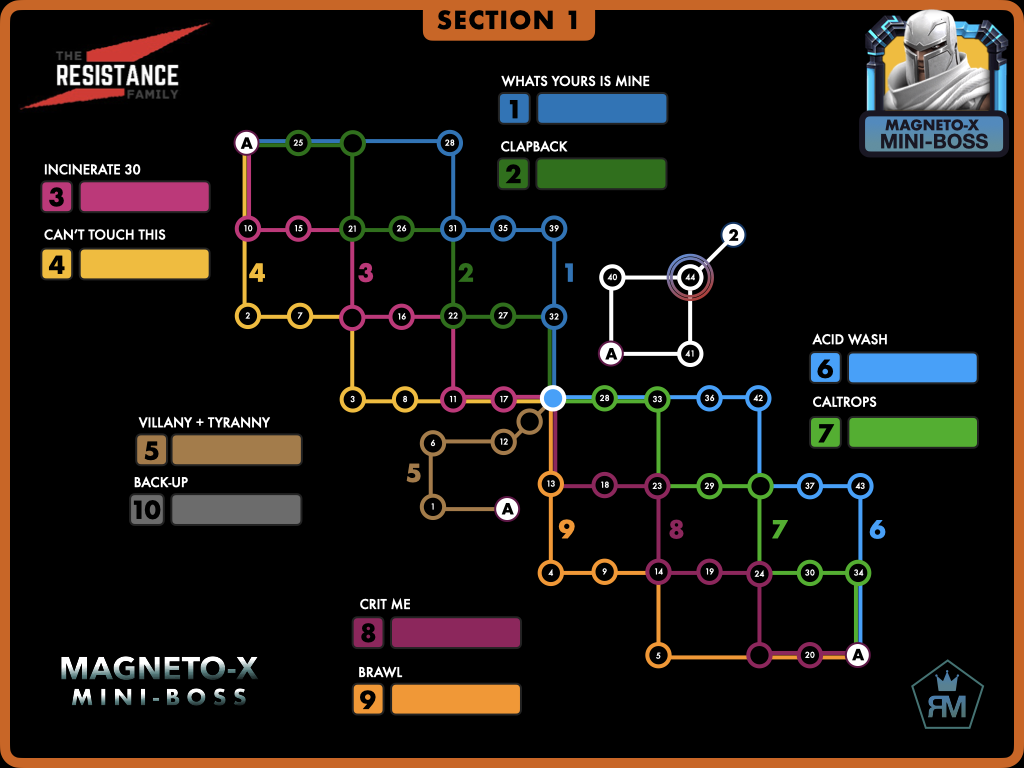 SECTION 1
THE
RESISTANCE
FAMILY
MAGNETO-X
MINI-BOSS
WHATS YOURS IS MINE
1
CLAPBACK
2
INCINERATE 30
3
CAN'T TOUCH THIS
4
A 25 28
10 15 21 26 31 35 39
4 3 2 1
2 7 16 22 27 32
3 8 11 17
2
40 44
A 41
ACID WASH
6
CALTROPS
7
28 33 36 42
VILLANY + TYRANNY
5
BACK-UP
10
6 12
5
1 A
13 18 23 29 37 43
9 8 7 6
4 9 14 19 24 30 34
5 20 A
CRIT ME
8
BRAWL
9
MAGNETO-X
MINI-BOSS
RM